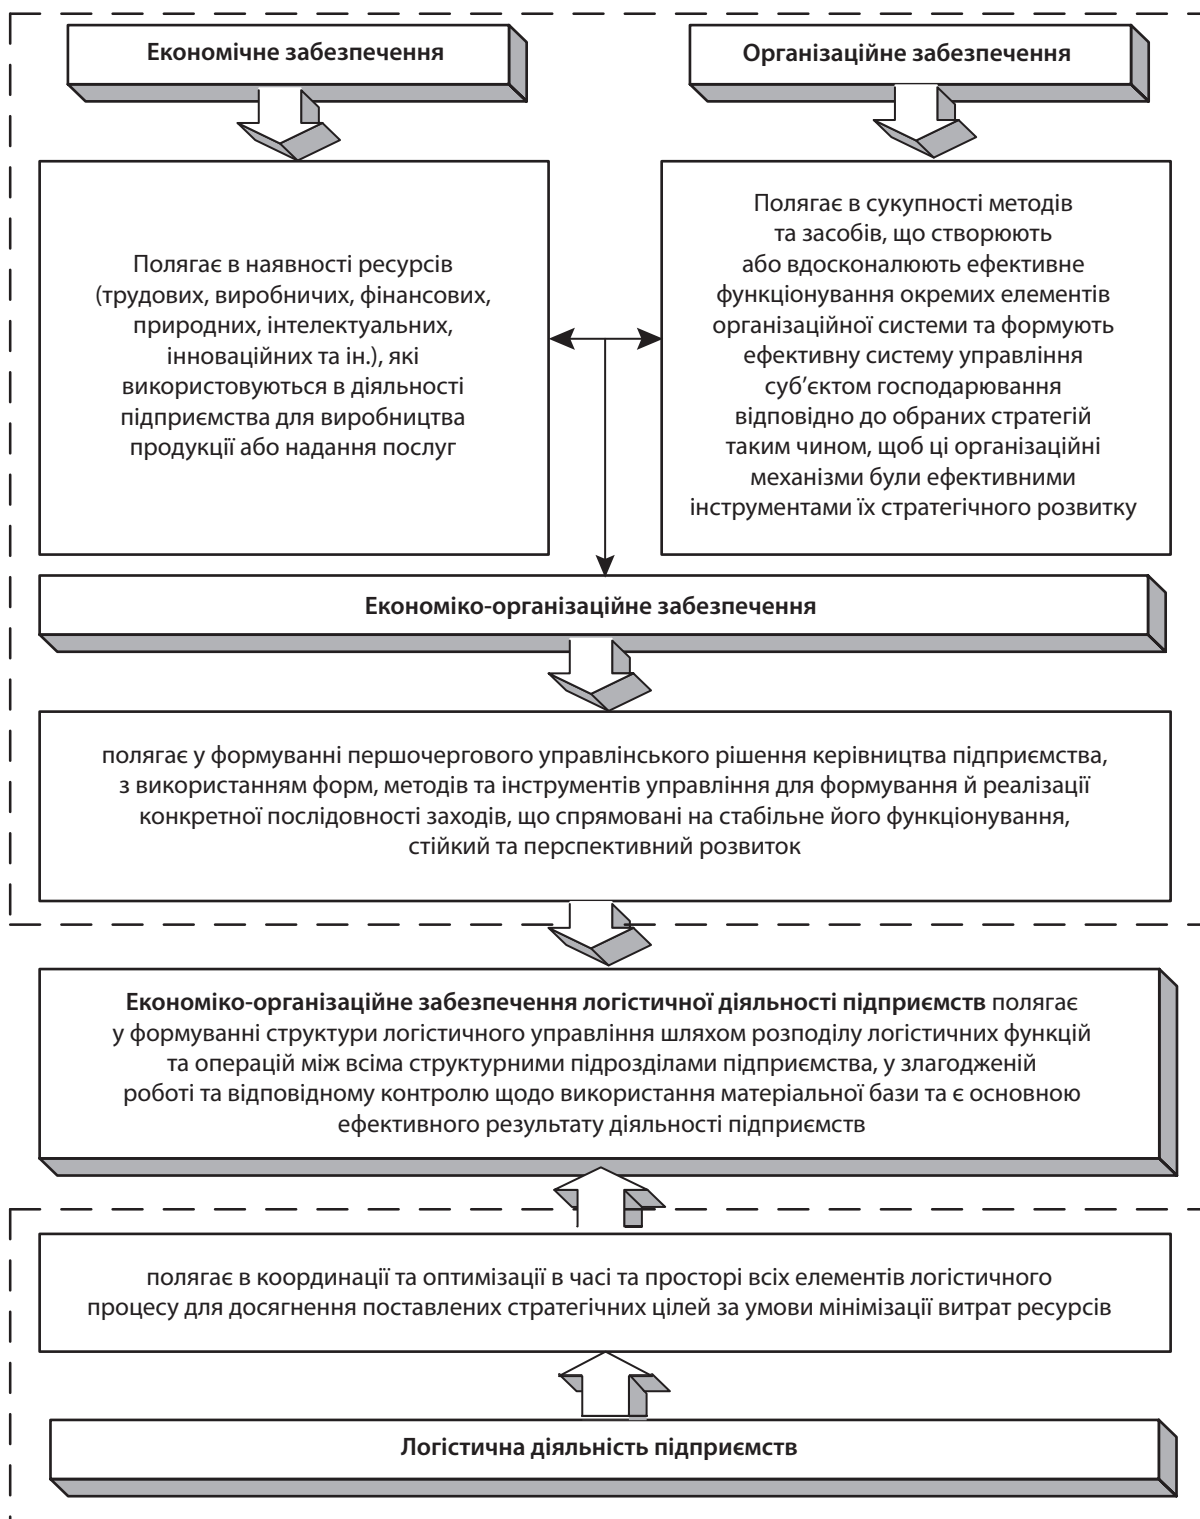 Економічне забезпечення
Організаційне забезпечення
Полягає в наявності ресурсів
(трудових, виробничих, фінансових,
природних, інтелектуальних,
інноваційних та ін.), які
використовуються в діяльності
підприємства для виробництва
продукції або надання послуг
Полягає в сукупності методів
та засобів, що створюють
або вдосконалюють ефективне
функціонування окремих елементів
організаційної системи та формують
ефективну систему управління
суб’єктом господарювання
відповідно до обраних стратегій
таким чином, щоб ці організаційні
механізми були ефективними
інструментами їх стратегічного розвитку
Економіко-організаційне забезпечення
полягає у формуванні першочергового управлінського рішення керівництва підприємства,
з використанням форм, методів та інструментів управління для формування й реалізації
конкретної послідовності заходів, що спрямовані на стабільне його функціонування,
стійкий та перспективний розвиток
Економіко-організаційне забезпечення логістичної діяльності підприємств полягає
у формуванні структури логістичного управління шляхом розподілу логістичних функцій
та операцій між всіма структурними підрозділами підприємства, у злагодженій
роботі та відповідному контролю щодо використання матеріальної бази та є основною
ефективного результату діяльності підприємств
полягає в координації та оптимізації в часі та просторі всіх елементів логістичного
процесу для досягнення поставлених стратегічних цілей за умови мінімізації витрат ресурсів
Логістична діяльність підприємств